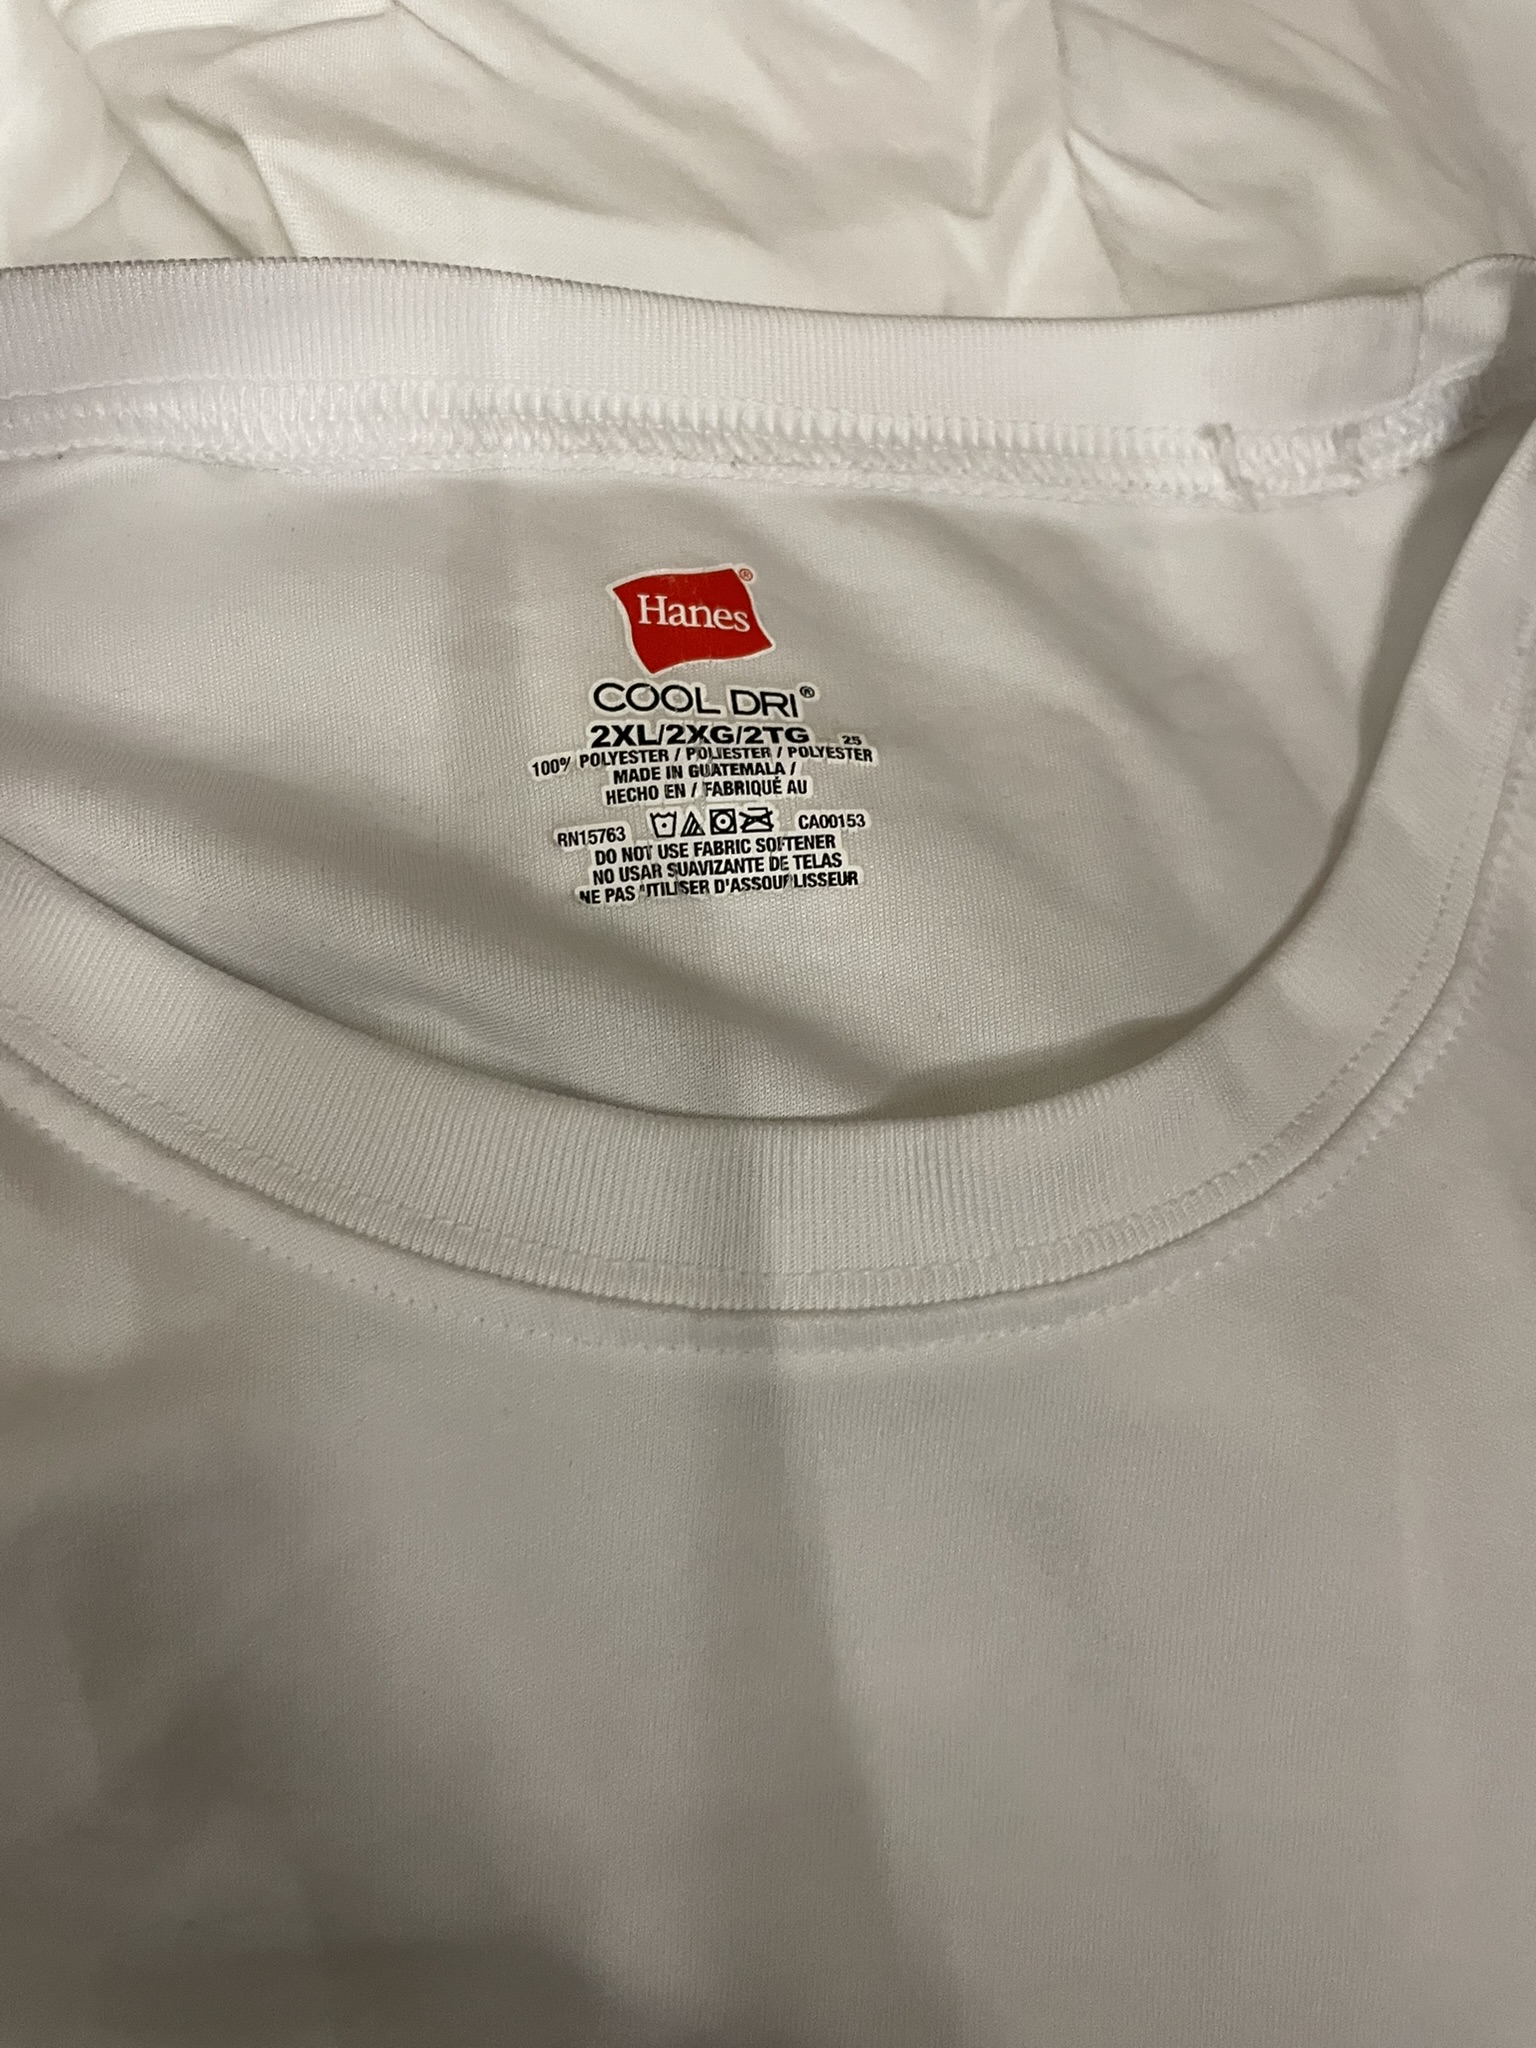 Hanes®
COOL DRI®
2XL/2XG/2TG 25
100% POLYESTER / POLIESTER / POLYESTER
MADE IN GUATEMALA /
HECHO EN / FABRIQUÉ AU
RN15763 CA00153
DO NOT USE FABRIC SOFTENER
NO USAR SUAVIZANTE DE TELAS
NE PAS UTILISER D'ASSOUPLISSEUR